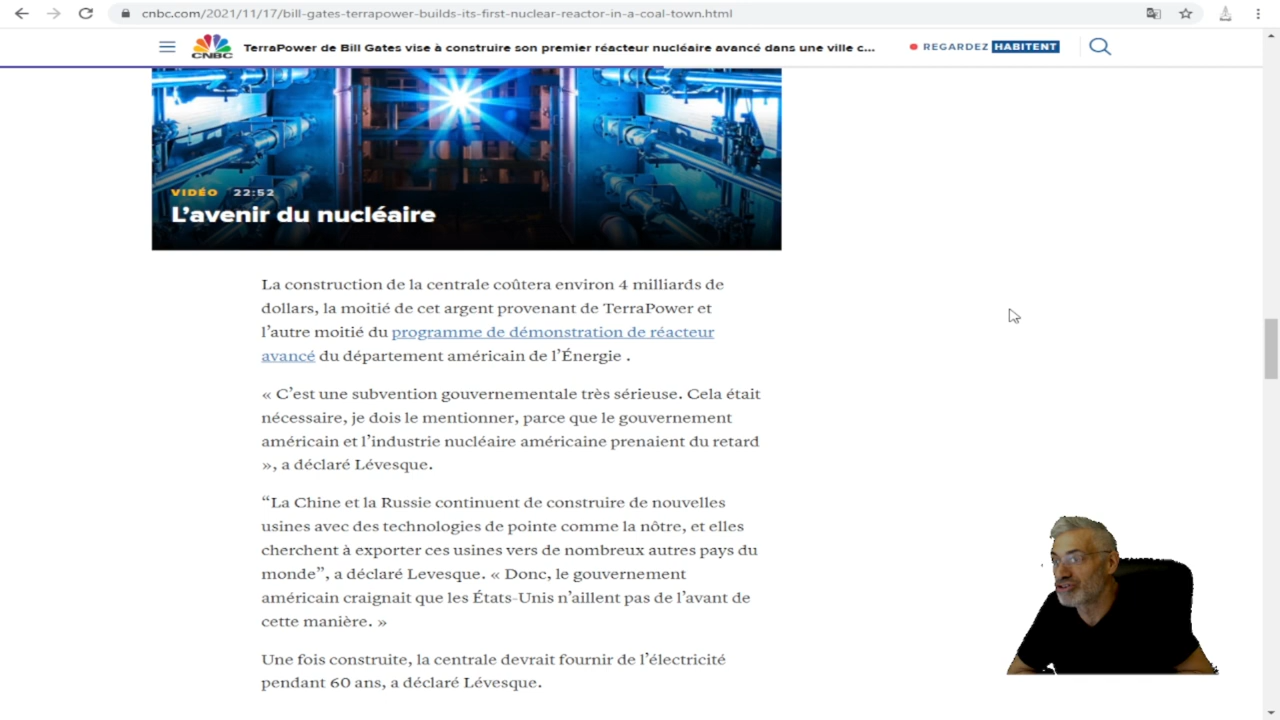 cnbc.com/2021/11/17/bill-gates-terrapower-builds-its-first-nuclear-reactor-in-a-coal-town.html
CNBC
TerraPower de Bill Gates vise à construire son premier réacteur nucléaire avancé dans une ville c...
REGARDEZ HABITENT
VIDÉO 22:52
L’avenir du nucléaire
La construction de la centrale coûtera environ 4 milliards de
dollars, la moitié de cet argent provenant de TerraPower et
l’autre moitié du programme de démonstration de réacteur
avancé du département américain de l’Énergie .
« C’est une subvention gouvernementale très sérieuse. Cela était
nécessaire, je dois le mentionner, parce que le gouvernement
américain et l’industrie nucléaire américaine prenaient du retard
», a déclaré Lévesque.
“La Chine et la Russie continuent de construire de nouvelles
usines avec des technologies de pointe comme la nôtre, et elles
cherchent à exporter ces usines vers de nombreux autres pays du
monde”, a déclaré Levesque. « Donc, le gouvernement
américain craignait que les États-Unis n’aillent pas de l’avant de
cette manière. »
Une fois construite, la centrale devrait fournir de l’électricité
pendant 60 ans, a déclaré Lévesque.